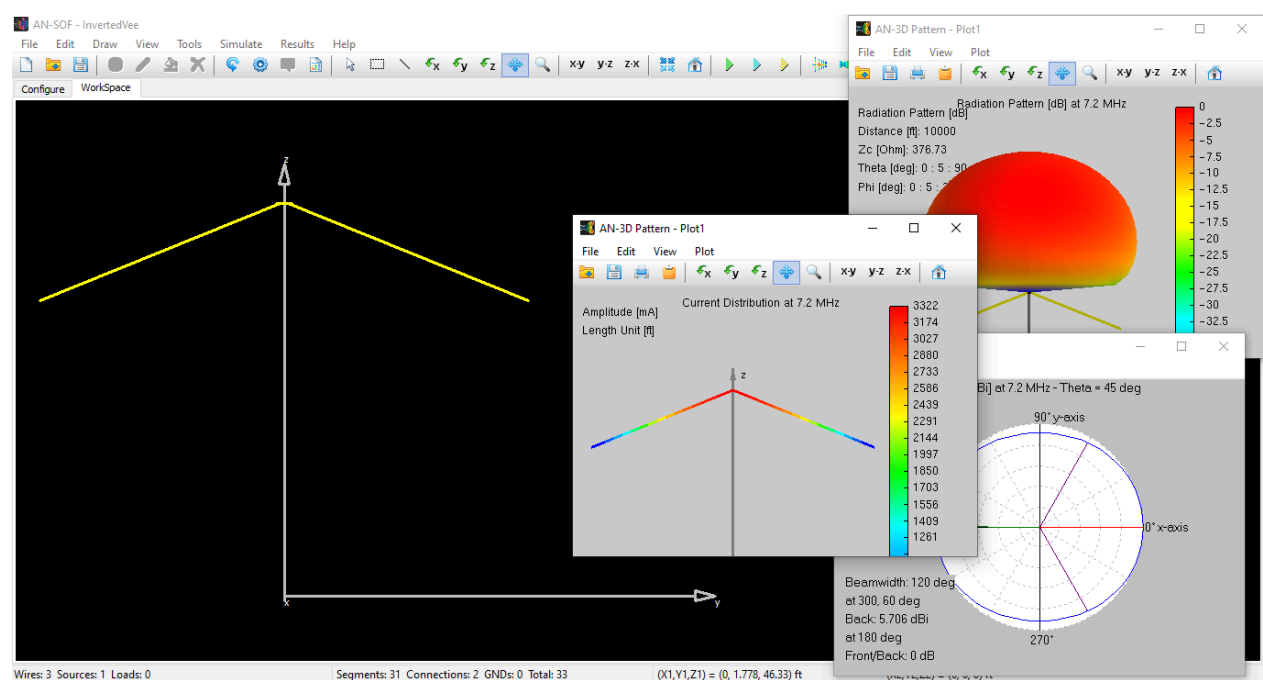 AN-SOF - InvertedVee
File Edit Draw View Tools Simulate Results Help
x-y y-z z-x
Configure WorkSpace
z
x
y
Wires: 3 Sources: 1 Loads: 0
Segments: 31 Connections: 2 GNDs: 0 Total: 33
(X1,Y1,Z1) = (0, 1.778, 46.33) ft
AN-3D Pattern - Plot1
File Edit View Plot
x-y y-z z-x
Radiation Pattern [dB] at 7.2 MHz
Radiation Pattern [dB]
Distance [ft]: 10000
Zc [Ohm]: 376.73
Theta [deg]: 0 : 5 : 90
Phi [deg]: 0 : 5 :
0
-2.5
-5
-7.5
-10
-12.5
-15
-17.5
-20
-22.5
-25
-27.5
-30
-32.5
AN-3D Pattern - Plot1
File Edit View Plot
x-y y-z z-x
Current Distribution at 7.2 MHz
Amplitude [mA]
Length Unit [ft]
z
3322
3174
3027
2880
2733
2586
2439
2291
2144
1997
1850
1703
1556
1409
1261
Bi] at 7.2 MHz - Theta = 45 deg
90° y-axis
0° x-axis
270°
Beamwidth: 120 deg
at 300, 60 deg
Back: 5.706 dBi
at 180 deg
Front/Back: 0 dB